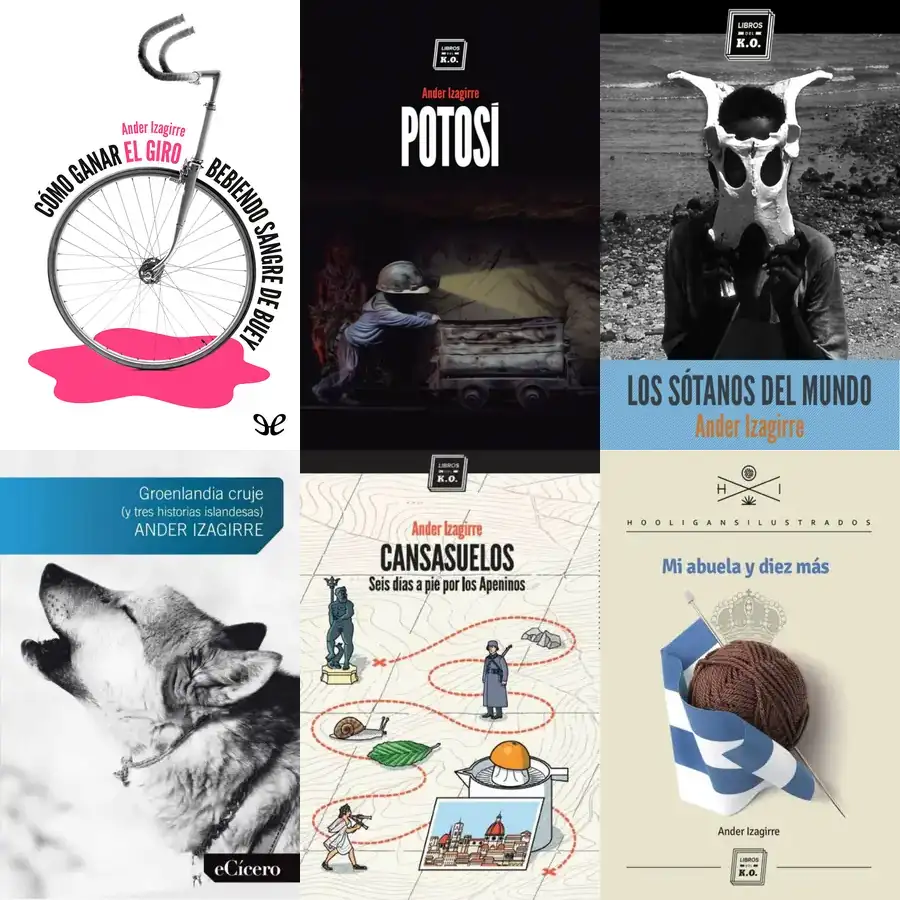 Ander Izagirre
CÓMO GANAR EL GIRO
BEBIENDO SANGRE DE BUEY
LIBROS
DEL
K.O.
Ander Izagirre
POTOSÍ
LIBROS
DEL
K.O.
LOS SÓTANOS DEL MUNDO
Ander Izagirre
Groenlandia cruje
(y tres historias islandesas)
ANDER IZAGIRRE
eCícero
LIBROS
DEL
K.O.
Ander Izagirre
CANSASUELOS
Seis días a pie por los Apeninos
H I
HOOLIGANSILUSTRADOS
Mi abuela y diez más
Ander Izagirre
LIBROS
DEL
K.O.